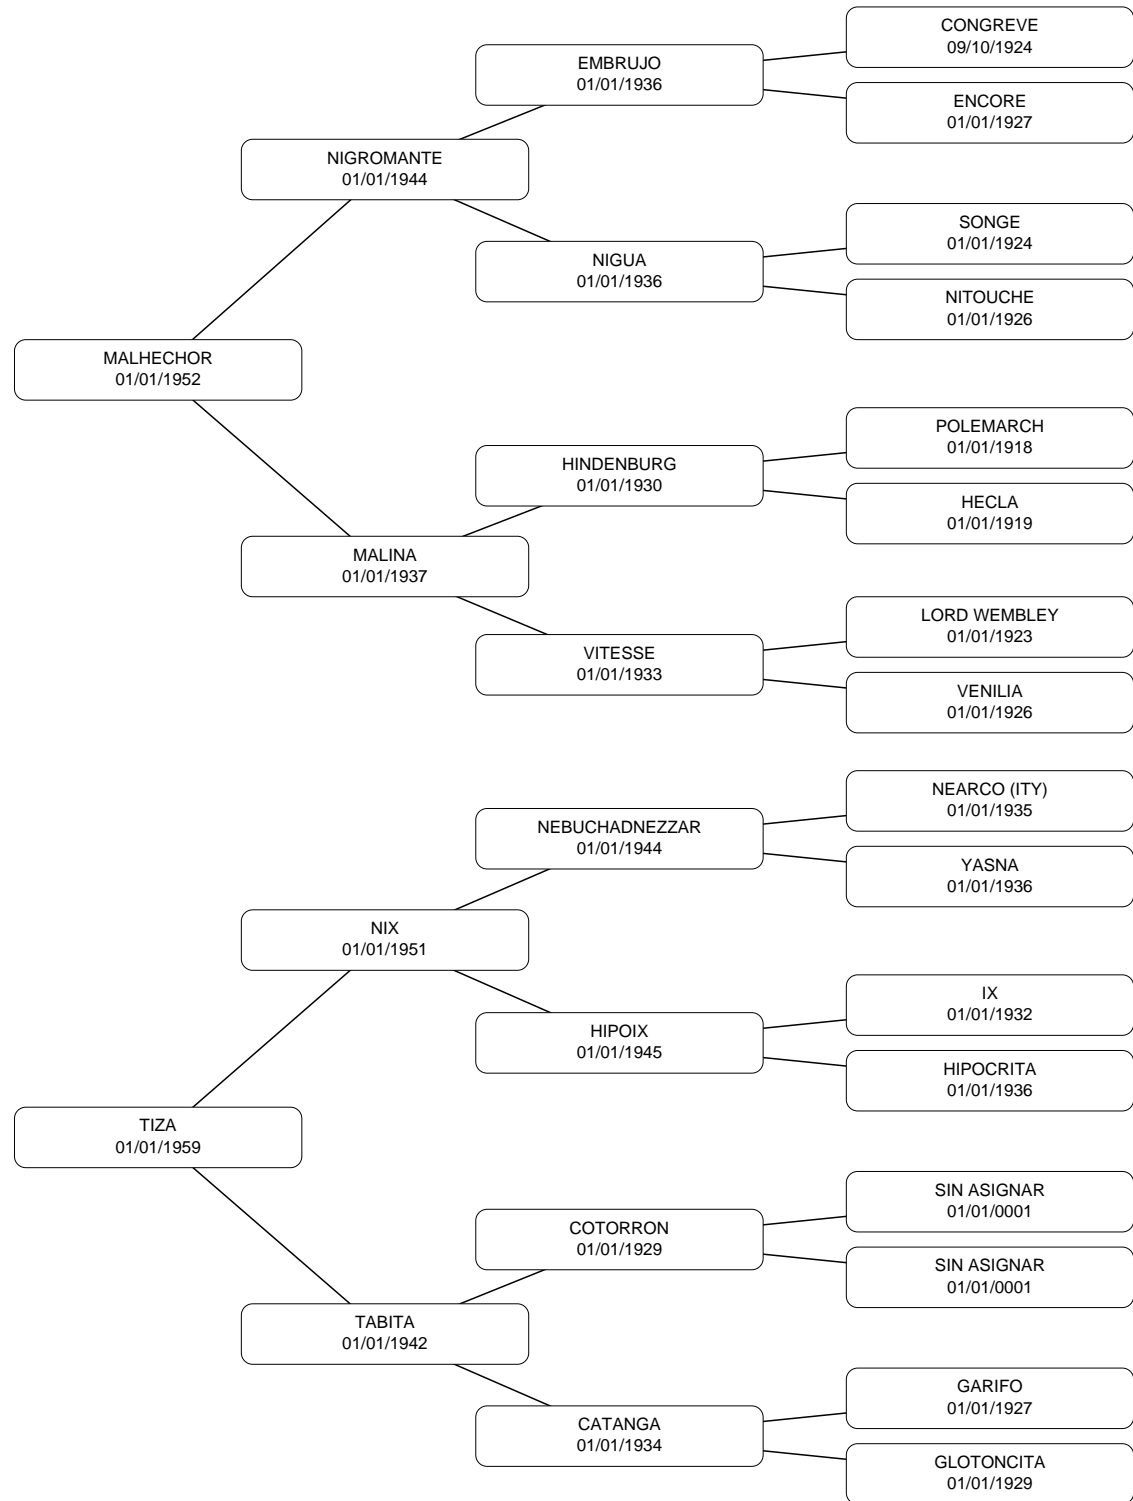 CONGREVE
09/10/1924
EMBRUJO
01/01/1936
ENCORE
01/01/1927
NIGROMANTE
01/01/1944
SONGE
01/01/1924
NIGUA
01/01/1936
NITOUCHE
01/01/1926
MALHECHOR
01/01/1952
POLEMARCH
01/01/1918
HINDENBURG
01/01/1930
HECLA
01/01/1919
MALINA
01/01/1937
LORD WEMBLEY
01/01/1923
VITESSE
01/01/1933
VENILIA
01/01/1926
NEARCO (ITY)
01/01/1935
NEBUCHADNEZZAR
01/01/1944
YASNA
01/01/1936
NIX
01/01/1951
IX
01/01/1932
HIPOIX
01/01/1945
HIPOCRITA
01/01/1936
TIZA
01/01/1959
SIN ASIGNAR
01/01/0001
COTORRON
01/01/1929
SIN ASIGNAR
01/01/0001
TABITA
01/01/1942
GARIFO
01/01/1927
CATANGA
01/01/1934
GLOTONCITA
01/01/1929